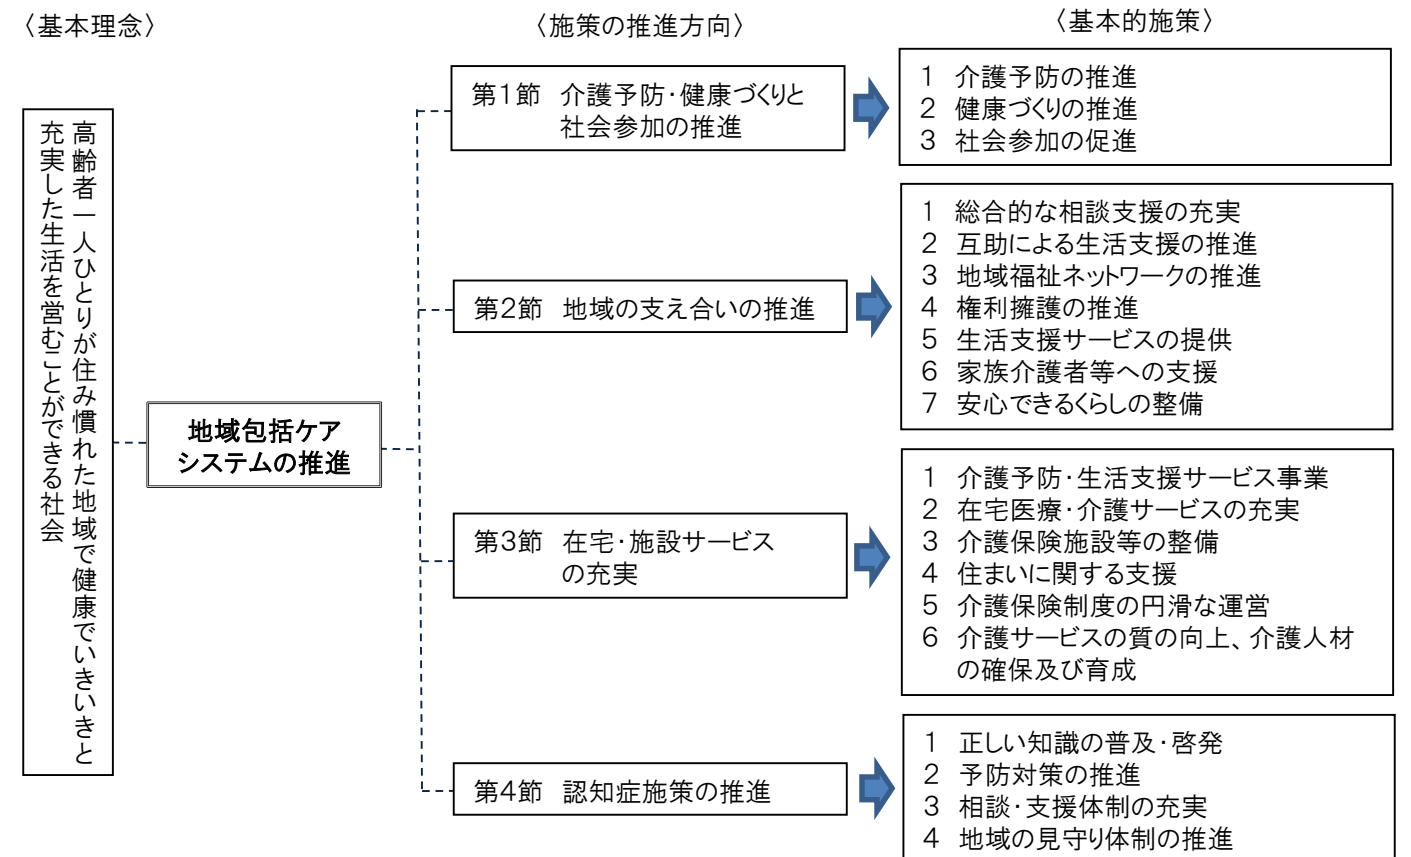 〈基本理念〉
〈施策の推進方向〉
〈基本的施策〉
高齢者一人ひとりが住み慣れた地域で健康でいきいきと
充実した生活を営むことができる社会
地域包括ケア
システムの推進
第1節 介護予防・健康づくりと
社会参加の推進
1 介護予防の推進
2 健康づくりの推進
3 社会参加の促進
第2節 地域の支え合いの推進
1 総合的な相談支援の充実
2 互助による生活支援の推進
3 地域福祉ネットワークの推進
4 権利擁護の推進
5 生活支援サービスの提供
6 家族介護者等への支援
7 安心できるくらしの整備
第3節 在宅・施設サービス
の充実
1 介護予防・生活支援サービス事業
2 在宅医療・介護サービスの充実
3 介護保険施設等の整備
4 住まいに関する支援
5 介護保険制度の円滑な運営
6 介護サービスの質の向上、介護人材
の確保及び育成
第4節 認知症施策の推進
1 正しい知識の普及・啓発
2 予防対策の推進
3 相談・支援体制の充実
4 地域の見守り体制の推進